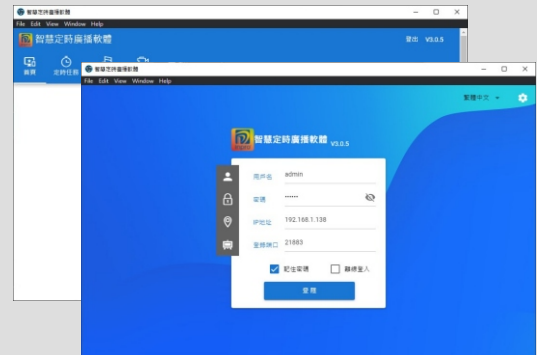 智慧定時廣播軟體
File Edit View Window Help
智慧定時廣播軟體
登出 V3.0.5
首頁 定時任務
智慧定時廣播軟體
File Edit View Window Help
繁體中文
智慧定時廣播軟體 V3.0.5
用戶名 admin
密碼 ······
IP地址 192.168.1.138
登錄端口 21883
記住密碼 離線登入
登錄